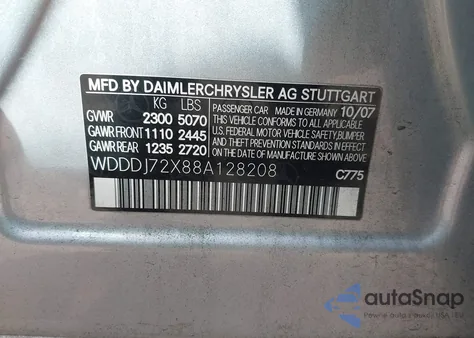 MFD BY DAIMLERCHRYSLER AG STUTTGART
KG LBS
GVWR 2300 5070
GAWR FRONT 1110 2445
GAWR REAR 1235 2720
PASSENGER CAR MADE IN GERMANY 10/07
THIS VEHICLE CONFORMS TO ALL APPLICABLE
U.S. FEDERAL MOTOR VEHICLE SAFETY,BUMPER
AND THEFT PREVENTION STANDARDS IN EFFECT
ON THE DATE OF MANUFACTURE SHOWN ABOVE.
WDDDJ72X88A128208
C775
autoSnap